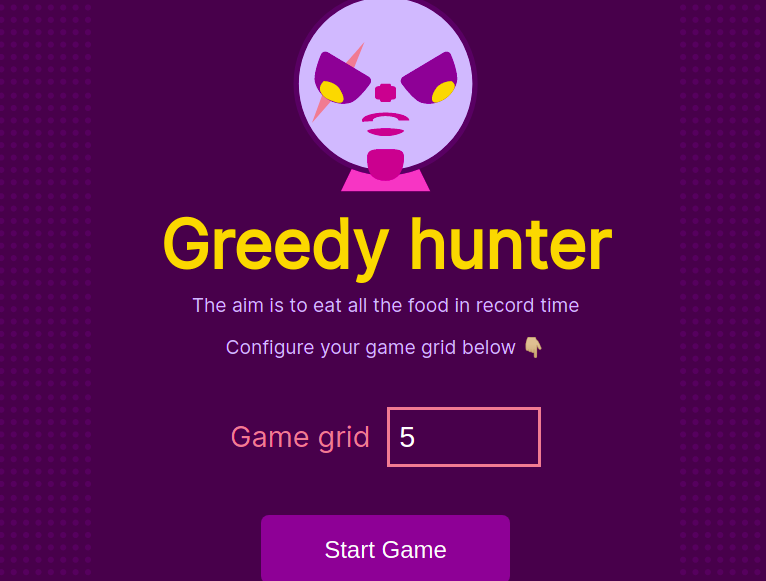 Greedy hunter
The aim is to eat all the food in record time
Configure your game grid below 👇🏼
Game grid 5
Start Game